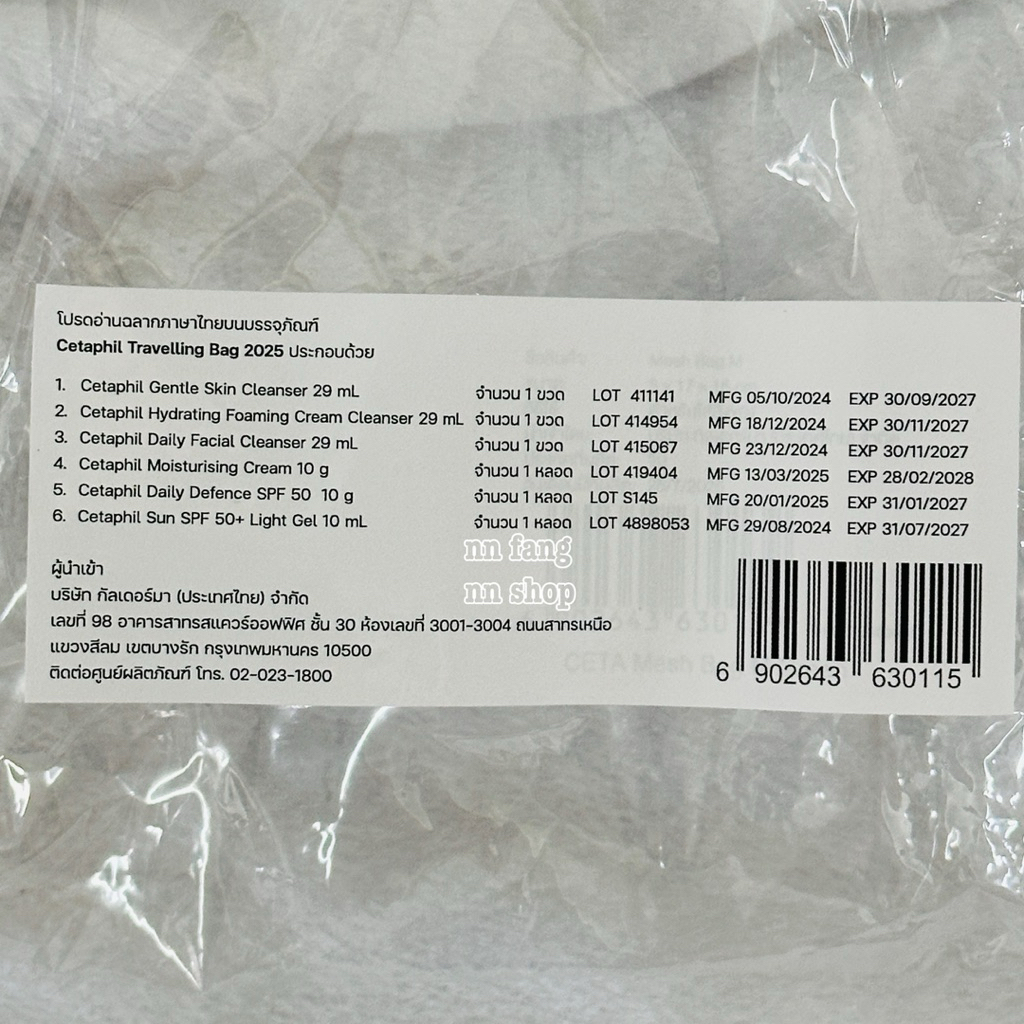 โปรดอ่านฉลากภาษาไทยบนบรรจุภัณฑ์
Cetaphil Travelling Bag 2025 ประกอบด้วย
1. Cetaphil Gentle Skin Cleanser 29 mL จำนวน 1 ขวด LOT 411141 MFG 05/10/2024 EXP 30/09/2027
2. Cetaphil Hydrating Foaming Cream Cleanser 29 mL จำนวน 1 ขวด LOT 414954 MFG 18/12/2024 EXP 30/11/2027
3. Cetaphil Daily Facial Cleanser 29 mL จำนวน 1 ขวด LOT 415067 MFG 23/12/2024 EXP 30/11/2027
4. Cetaphil Moisturising Cream 10 g จำนวน 1 หลอด LOT 419404 MFG 13/03/2025 EXP 28/02/2028
5. Cetaphil Daily Defence SPF 50 10 g จำนวน 1 หลอด LOT S145 MFG 20/01/2025 EXP 31/01/2027
6. Cetaphil Sun SPF 50+ Light Gel 10 mL จำนวน 1 หลอด LOT 4898053 MFG 29/08/2024 EXP 31/07/2027
nn fang
nn shop
ผู้นำเข้า
บริษัท กัลเดอร์มา (ประเทศไทย) จำกัด
เลขที่ 98 อาคารสาทรสแควร์ออฟฟิศ ชั้น 30 ห้องเลขที่ 3001-3004 ถนนสาทรเหนือ
แขวงสีลม เขตบางรัก กรุงเทพมหานคร 10500
ติดต่อศูนย์ผลิตภัณฑ์ โทร. 02-023-1800
6 902643 630115